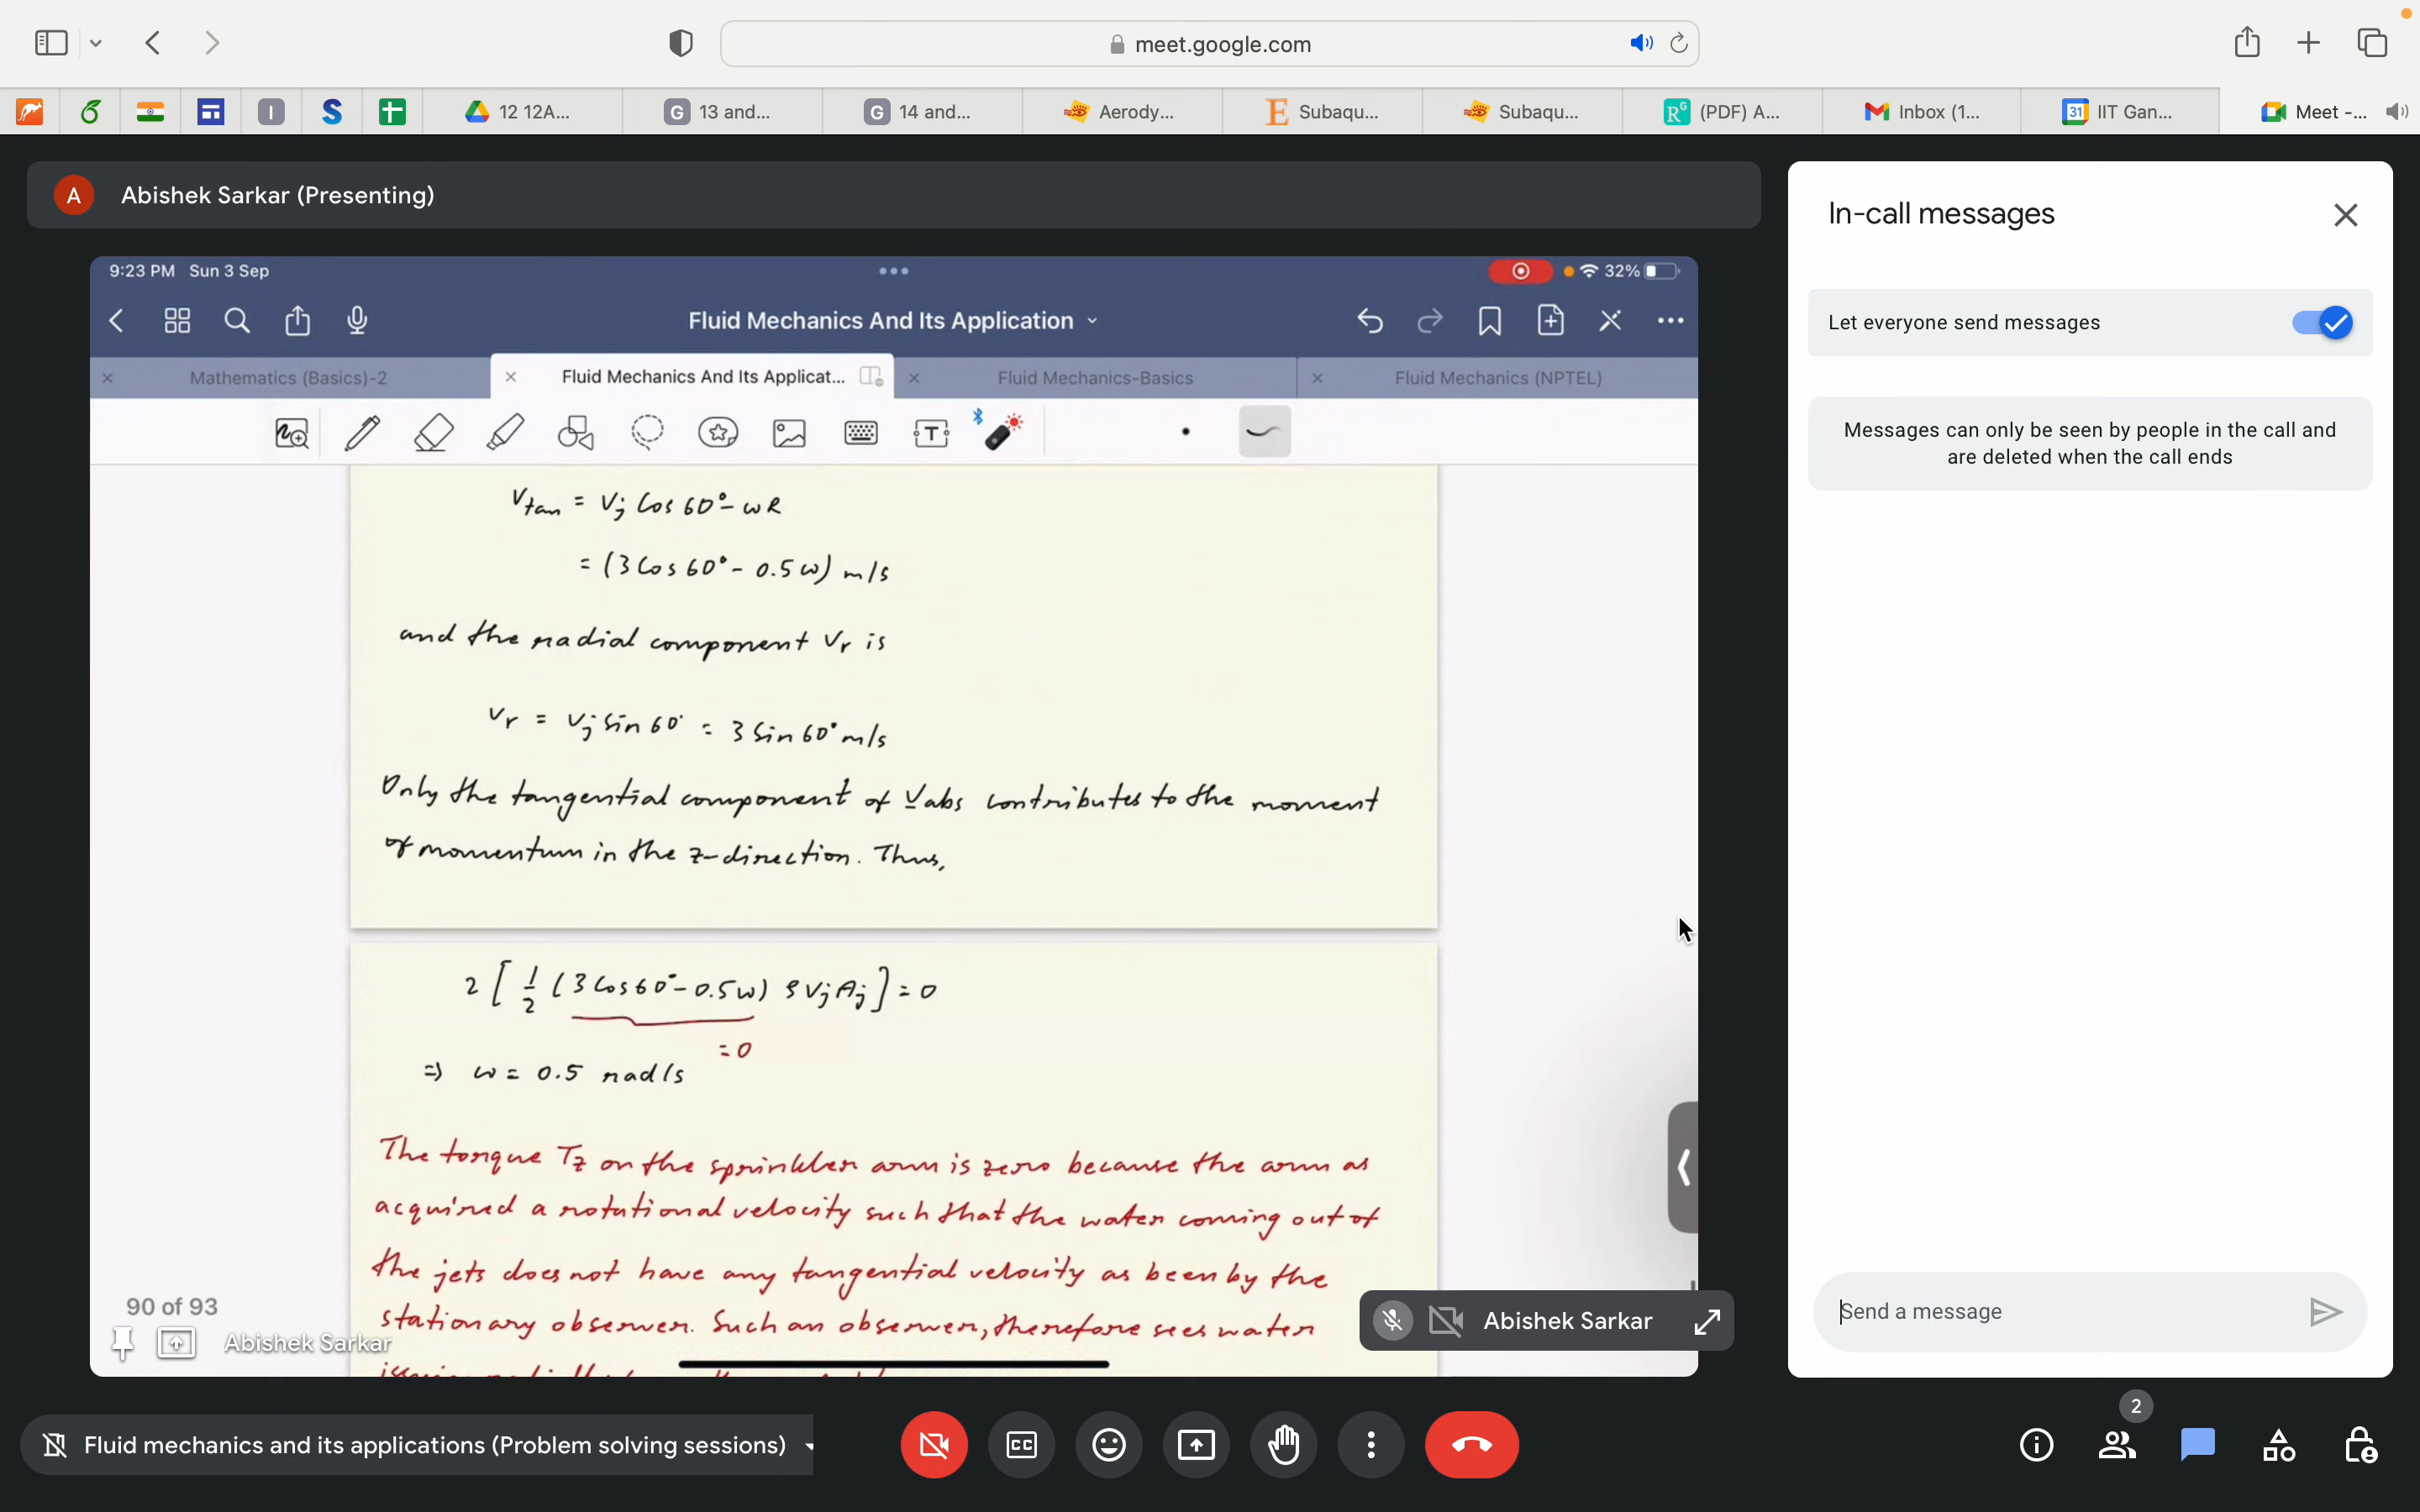 meet.google.com
12 12A...
G 13 and...
G 14 and...
Aerody...
E Subaqu...
Subaqu...
(PDF) A...
Inbox (1...
31 IIT Gan...
Meet -...
A Abishek Sarkar (Presenting)
In-call messages
9:23 PM Sun 3 Sep
32%
Fluid Mechanics And Its Application
Let everyone send messages
Mathematics (Basics)-2
Fluid Mechanics And Its Applicat...
Fluid Mechanics-Basics
Fluid Mechanics (NPTEL)
Messages can only be seen by people in the call and
are deleted when the call ends
Vtan = Vj Cos 60° - ωR
= (3 Cos 60° - 0.5 ω) m/s
and the radial component Vr is
Vr = Vj Sin 60° = 3 Sin 60° m/s
Only the tangential component of Vabs contributes to the moment
of momentum in the z-direction. Thus,
2 [ 1/2 (3 Cos 60° - 0.5 ω) ρ Vj Aj ] = 0
= 0
⇒ ω = 0.5 rad/s
The torque Tz on the sprinkler arm is zero because the arm as
acquired a rotational velocity such that the water coming out of
the jets does not have any tangential velocity as been by the
stationary observer. Such an observer, therefore sees water
90 of 93
Abishek Sarkar
Abishek Sarkar
Send a message
2
Fluid mechanics and its applications (Problem solving sessions)
CC